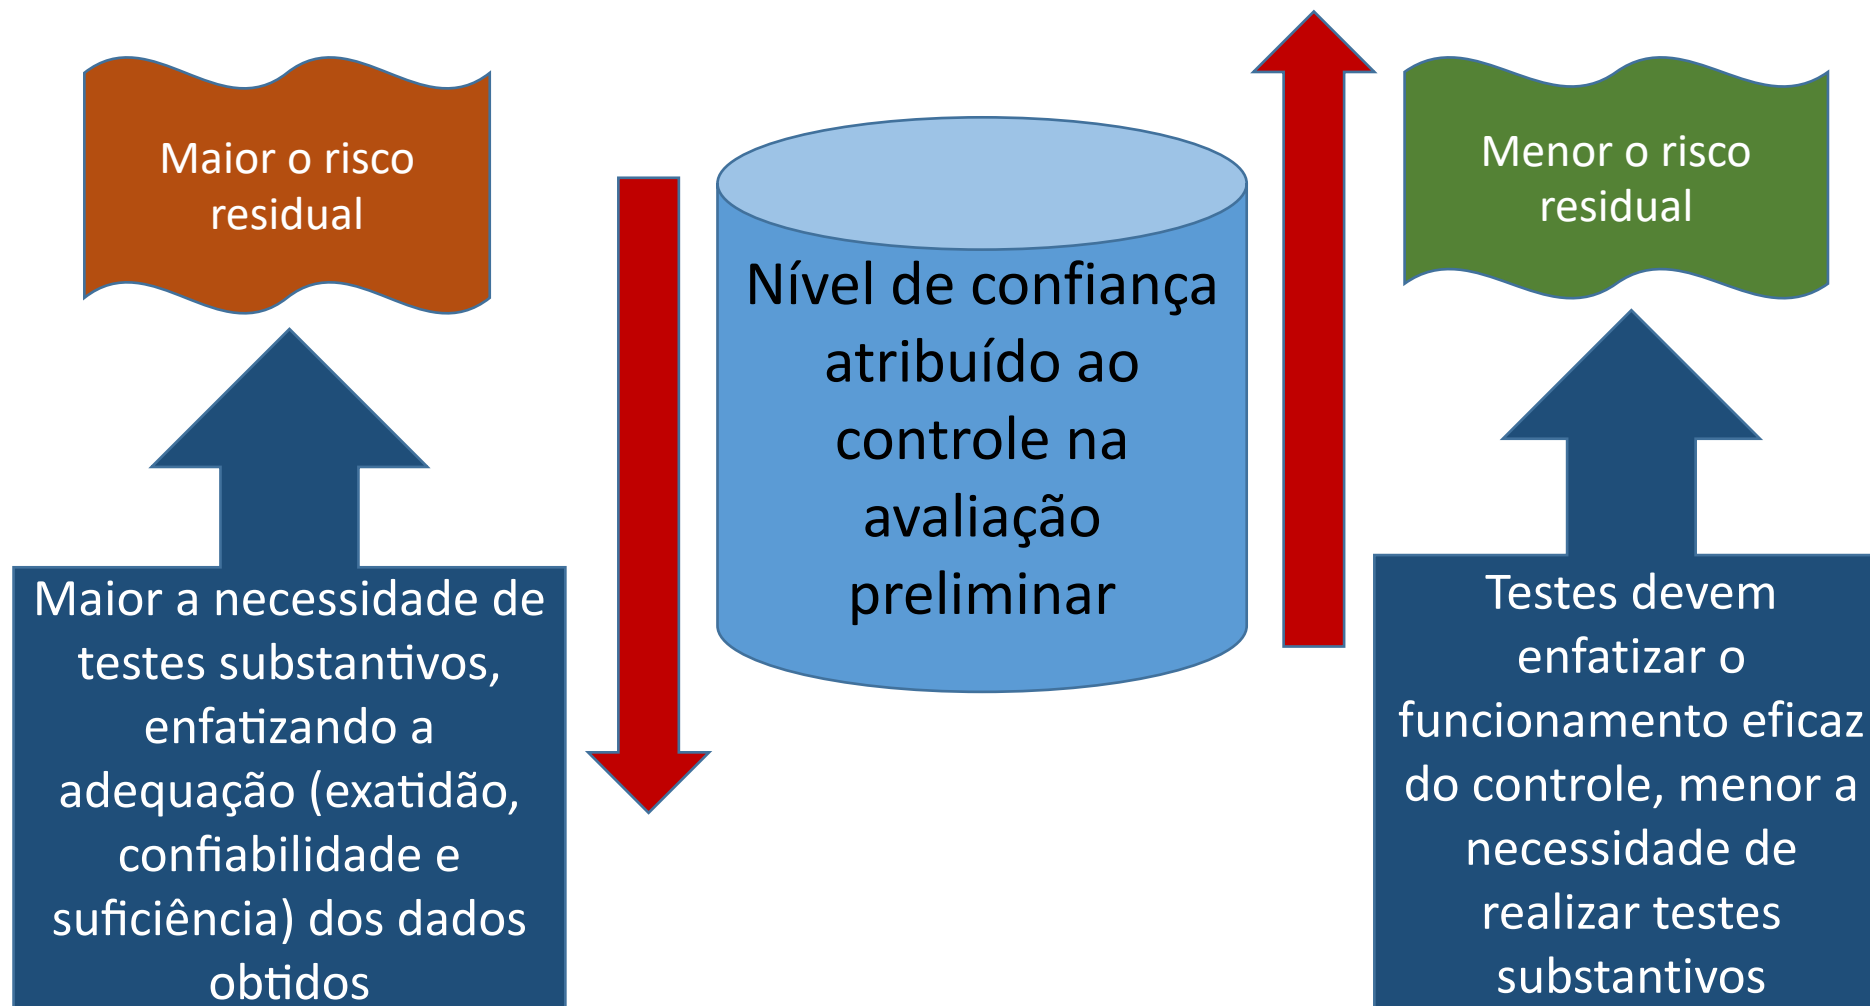 Maior o risco
residual
Maior a necessidade de
testes substantivos,
enfatizando a
adequação (exatidão,
confiabilidade e
suficiência) dos dados
obtidos
Nível de confiança
atribuído ao
controle na
avaliação
preliminar
Menor o risco
residual
Testes devem
enfatizar o
funcionamento eficaz
do controle, menor a
necessidade de
realizar testes
substantivos